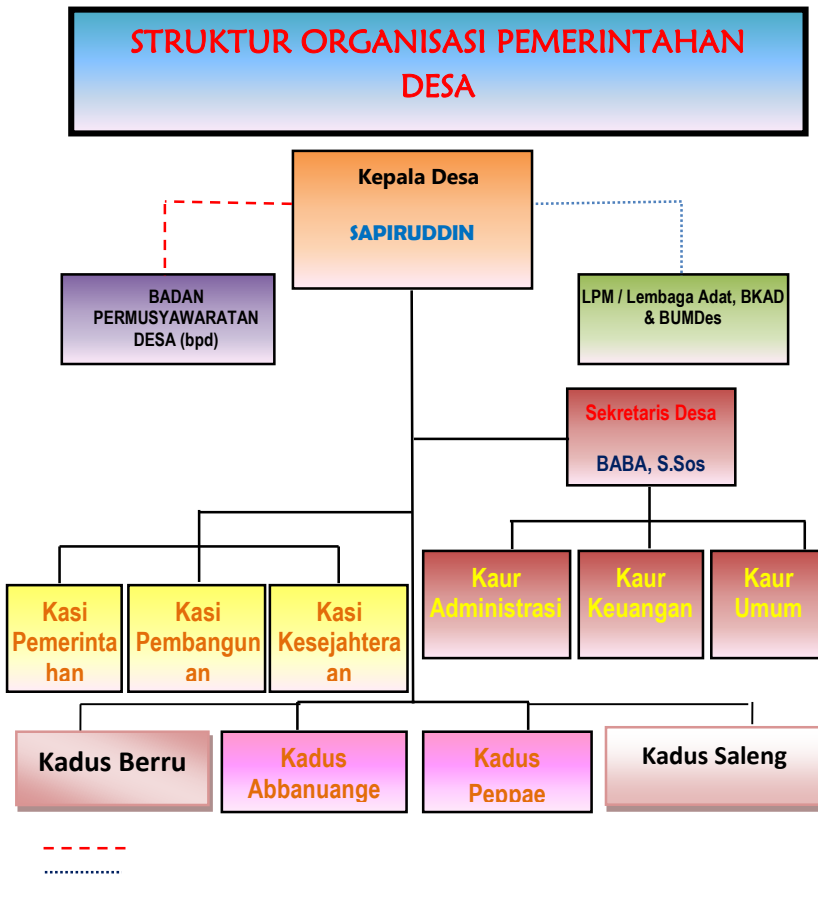 STRUKTUR ORGANISASI PEMERINTAHAN
DESA
Kepala Desa
SAPIRUDDIN
BADAN
PERMUSYAWARATAN
DESA (bpd)
LPM / Lembaga Adat, BKAD
& BUMDes
Sekretaris Desa
BABA, S.Sos
Kasi
Pemerinta
han
Kasi
Pembangun
an
Kasi
Kesejahtera
an
Kaur
Administrasi
Kaur
Keuangan
Kaur
Umum
Kadus Berru
Kadus
Abbanuange
Kadus
Peppae
Kadus Saleng